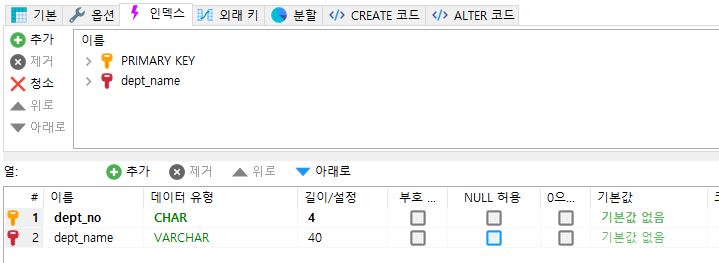 기본 옵션 인덱스 외래 키 분할 CREATE 코드 ALTER 코드
추가
제거
청소
위로
아래로
이름
PRIMARY KEY
dept_name
열: 추가 제거 위로 아래로
# 이름 데이터 유형 길이/설정 부호 ... NULL 허용 0으... 기본값
1 dept_no CHAR 4 기본값 없음
2 dept_name VARCHAR 40 기본값 없음